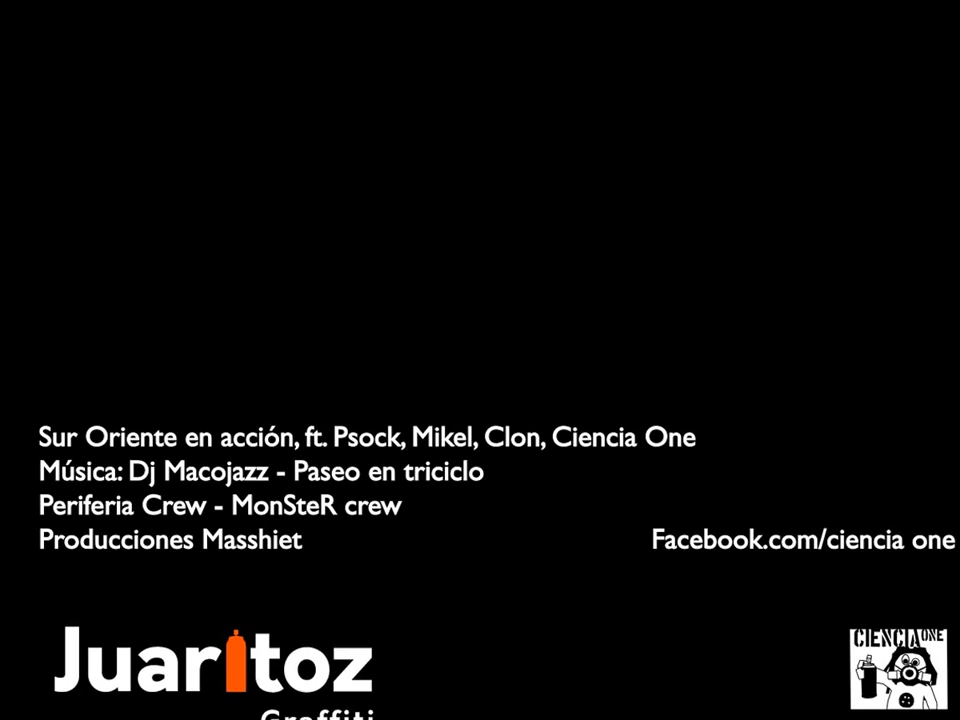 Sur Oriente en acción, ft. Psock, Mikel, Clon, Ciencia One
Música: Dj Macojazz - Paseo en triciclo
Periferia Crew - MonSteR crew
Producciones Masshiet
Facebook.com/ciencia one
Juaritoz
Graffiti
CIENCIA ONE